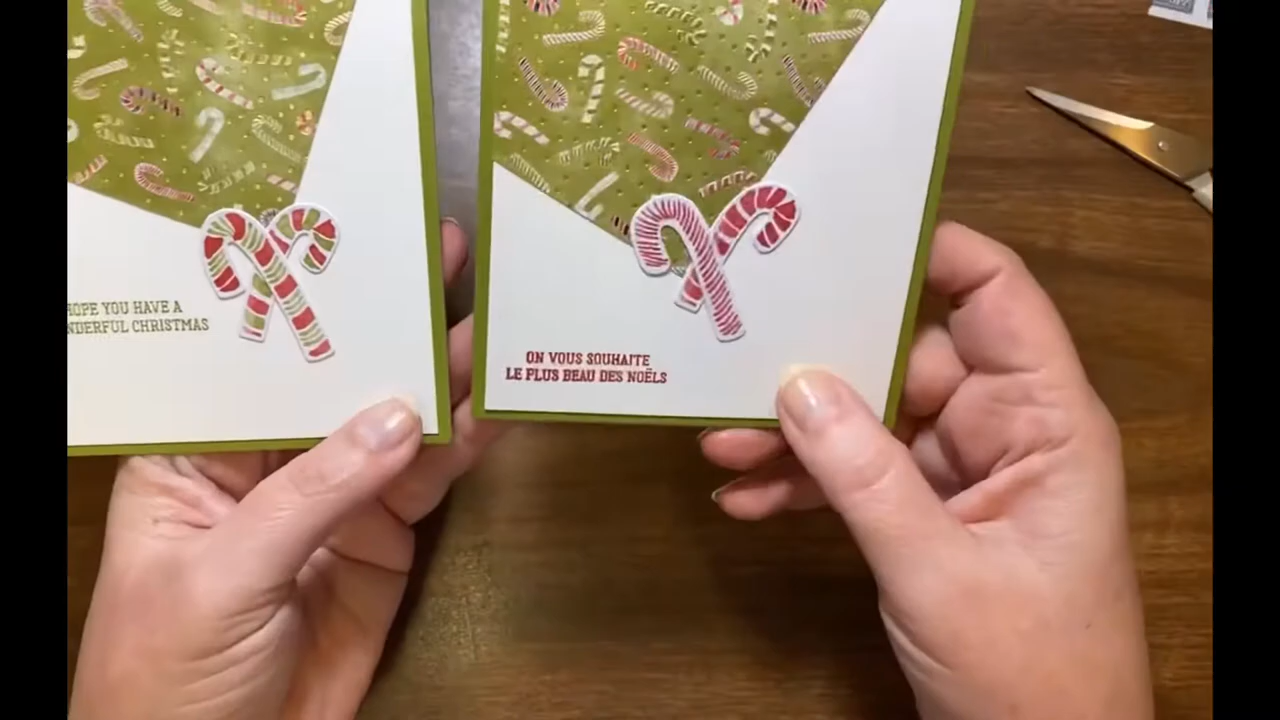 HOPE YOU HAVE A
NDERFUL CHRISTMAS
ON VOUS SOUHAITE
LE PLUS BEAU DES NOËLS